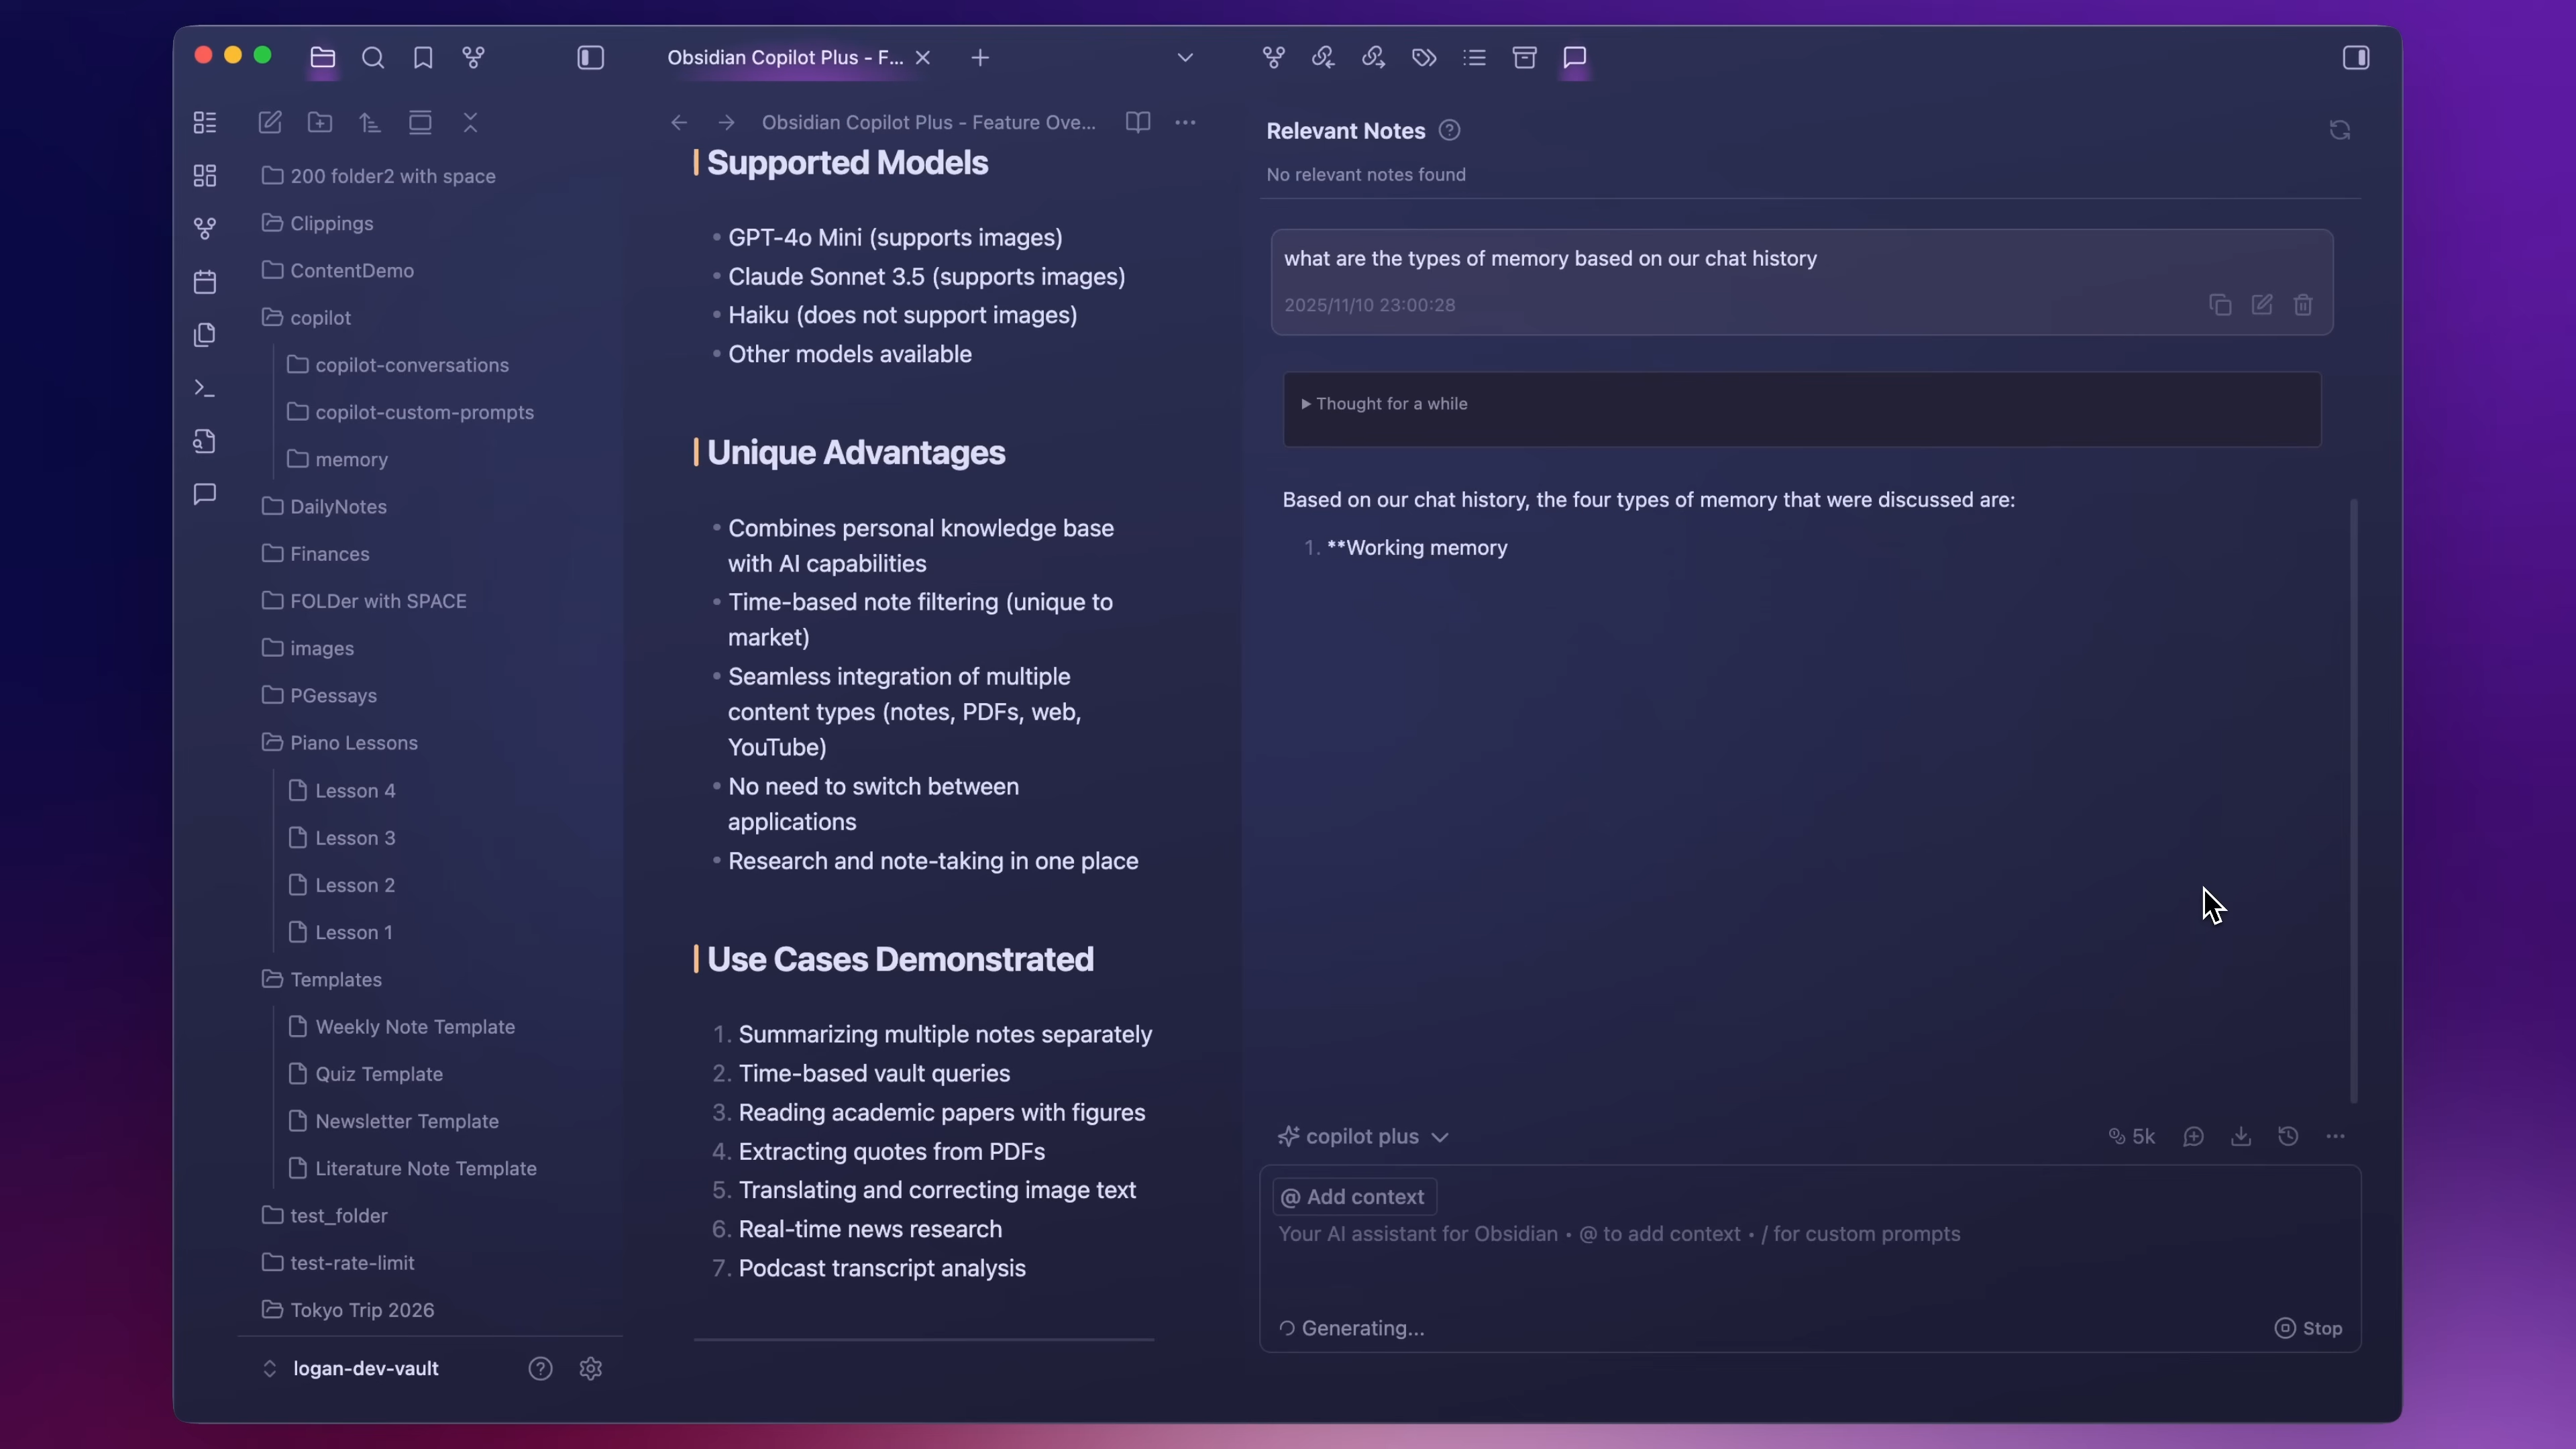 Obsidian Copilot Plus - F...
200 folder2 with space
Clippings
ContentDemo
copilot
copilot-conversations
copilot-custom-prompts
memory
DailyNotes
Finances
FOLDer with SPACE
images
PGessays
Piano Lessons
Lesson 4
Lesson 3
Lesson 2
Lesson 1
Templates
Weekly Note Template
Quiz Template
Newsletter Template
Literature Note Template
test_folder
test-rate-limit
Tokyo Trip 2026
logan-dev-vault
Obsidian Copilot Plus - Feature Ove...
Supported Models
• GPT-4o Mini (supports images)
• Claude Sonnet 3.5 (supports images)
• Haiku (does not support images)
• Other models available
Unique Advantages
• Combines personal knowledge base
with AI capabilities
• Time-based note filtering (unique to
market)
• Seamless integration of multiple
content types (notes, PDFs, web,
YouTube)
• No need to switch between
applications
• Research and note-taking in one place
Use Cases Demonstrated
1. Summarizing multiple notes separately
2. Time-based vault queries
3. Reading academic papers with figures
4. Extracting quotes from PDFs
5. Translating and correcting image text
6. Real-time news research
7. Podcast transcript analysis
Relevant Notes
No relevant notes found
what are the types of memory based on our chat history
2025/11/10 23:00:28
Thought for a while
Based on our chat history, the four types of memory that were discussed are:
1. **Working memory
copilot plus
5k
@ Add context
Your AI assistant for Obsidian • @ to add context • / for custom prompts
Generating...
Stop